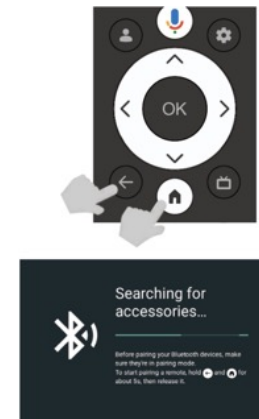 OK
Searching for
accessories...
Before pairing your Bluetooth devices, make
sure they're in pairing mode.
To start pairing a remote, hold and for
about 5s, then release it.